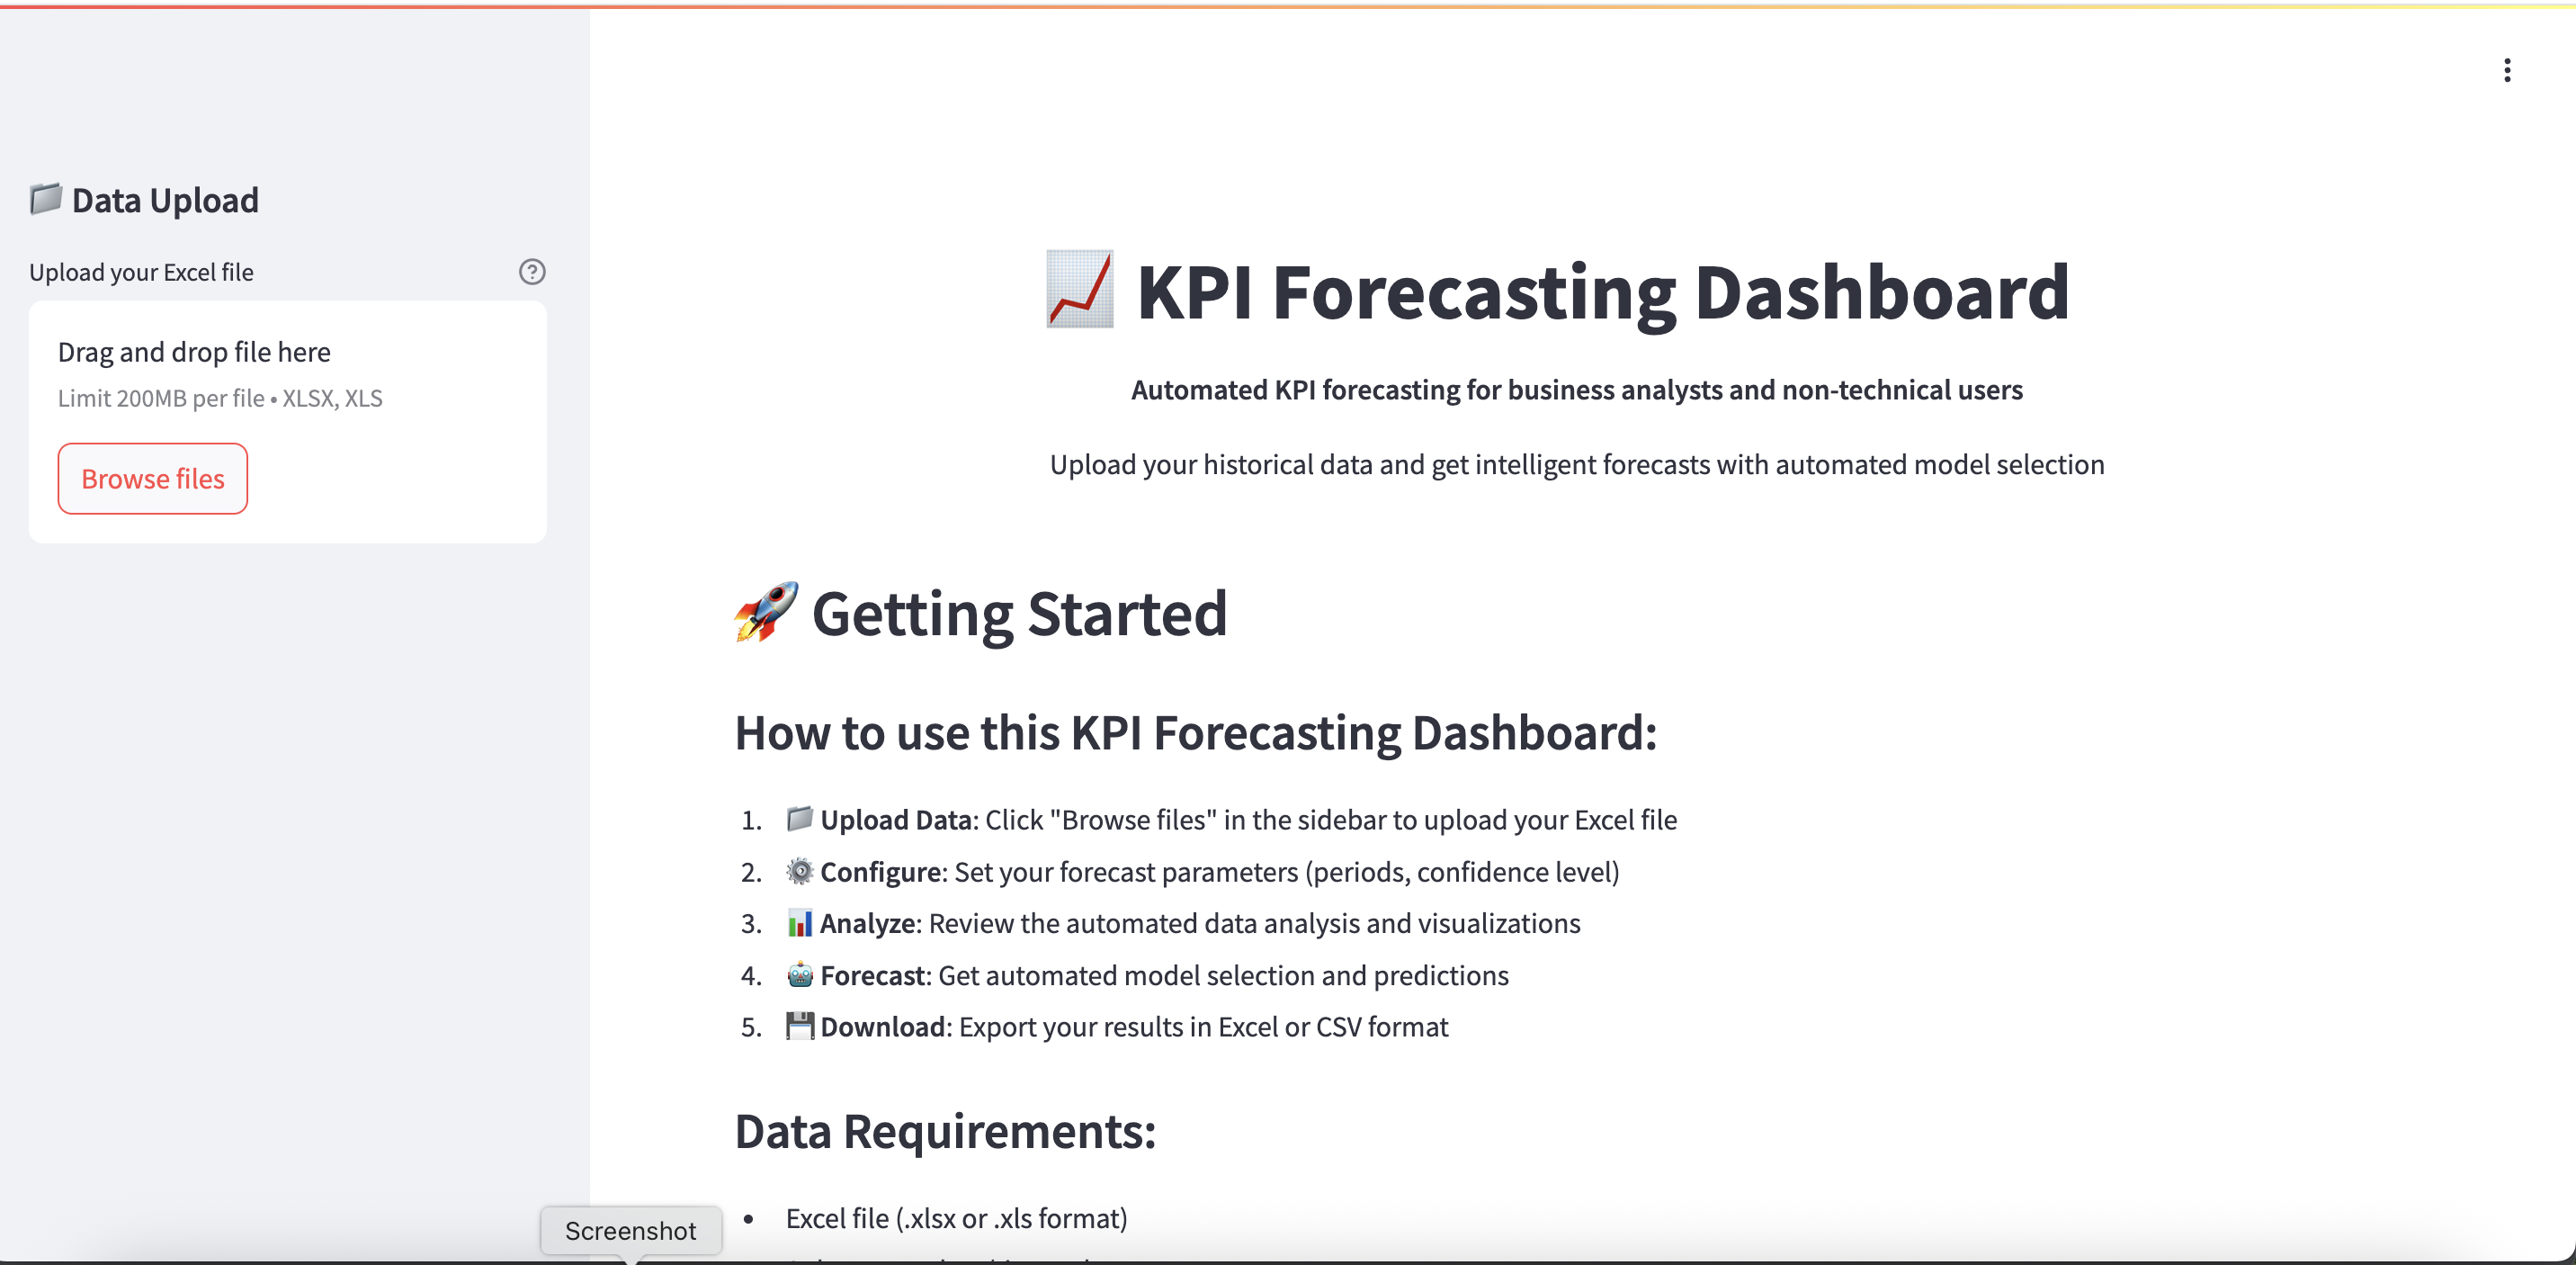 Data Upload
Upload your Excel file
Drag and drop file here
Limit 200MB per file • XLSX, XLS
Browse files
KPI Forecasting Dashboard
Automated KPI forecasting for business analysts and non-technical users
Upload your historical data and get intelligent forecasts with automated model selection
Getting Started
How to use this KPI Forecasting Dashboard:
1. Upload Data: Click "Browse files" in the sidebar to upload your Excel file
2. Configure: Set your forecast parameters (periods, confidence level)
3. Analyze: Review the automated data analysis and visualizations
4. Forecast: Get automated model selection and predictions
5. Download: Export your results in Excel or CSV format
Data Requirements:
• Excel file (.xlsx or .xls format)
Screenshot